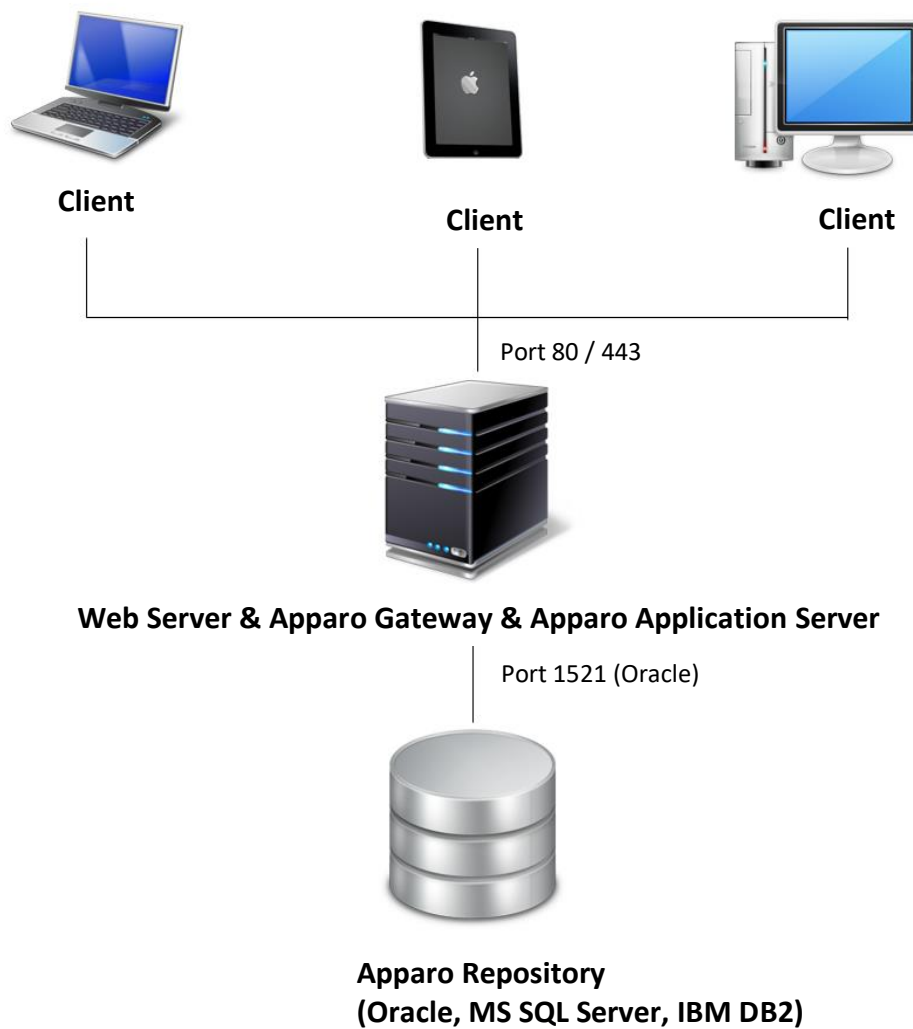 Client
Client
Client
Port 80 / 443
Web Server & Apparo Gateway & Apparo Application Server
Port 1521 (Oracle)
Apparo Repository
(Oracle, MS SQL Server, IBM DB2)